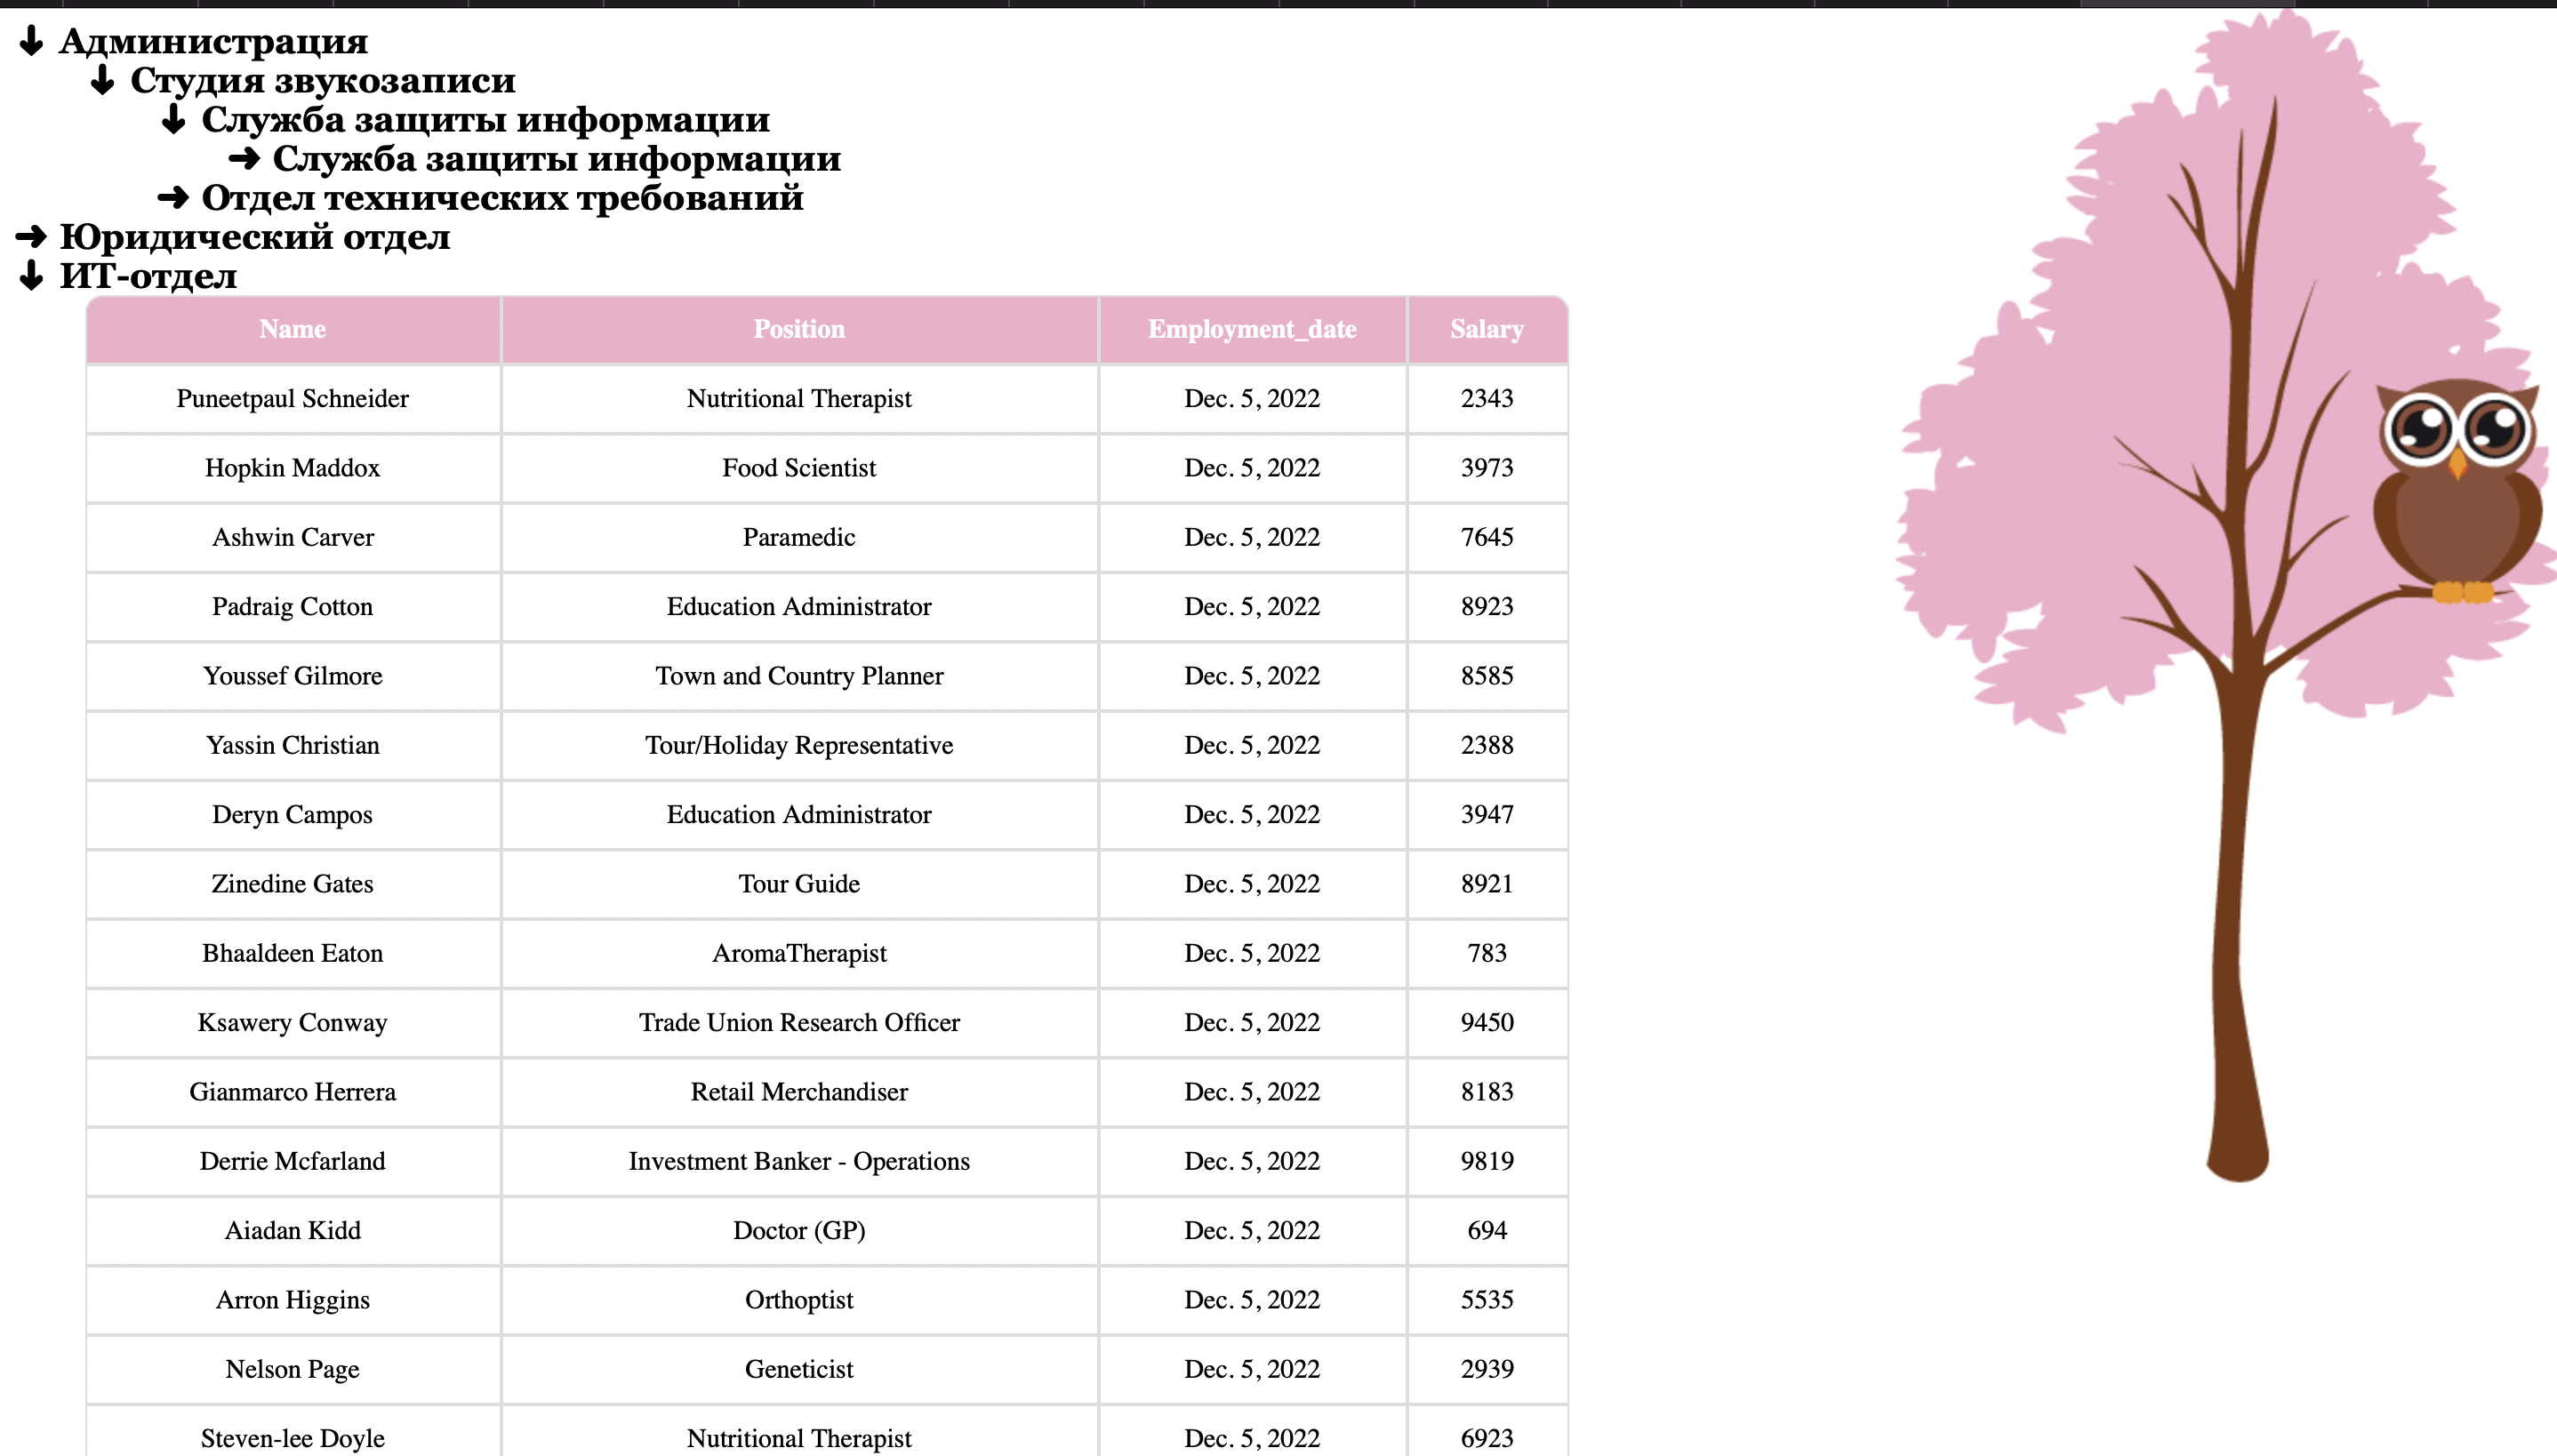 Администрация
Студия звукозаписи
Служба защиты информации
Служба защиты информации
Отдел технических требований
Юридический отдел
ИТ-отдел
Name Position Employment_date Salary
Puneetpaul Schneider Nutritional Therapist Dec. 5, 2022 2343
Hopkin Maddox Food Scientist Dec. 5, 2022 3973
Ashwin Carver Paramedic Dec. 5, 2022 7645
Padraig Cotton Education Administrator Dec. 5, 2022 8923
Youssef Gilmore Town and Country Planner Dec. 5, 2022 8585
Yassin Christian Tour/Holiday Representative Dec. 5, 2022 2388
Deryn Campos Education Administrator Dec. 5, 2022 3947
Zinedine Gates Tour Guide Dec. 5, 2022 8921
Bhaaldeen Eaton AromaTherapist Dec. 5, 2022 783
Ksawery Conway Trade Union Research Officer Dec. 5, 2022 9450
Gianmarco Herrera Retail Merchandiser Dec. 5, 2022 8183
Derrie Mcfarland Investment Banker - Operations Dec. 5, 2022 9819
Aiadan Kidd Doctor (GP) Dec. 5, 2022 694
Arron Higgins Orthoptist Dec. 5, 2022 5535
Nelson Page Geneticist Dec. 5, 2022 2939
Steven-lee Doyle Nutritional Therapist Dec. 5, 2022 6923